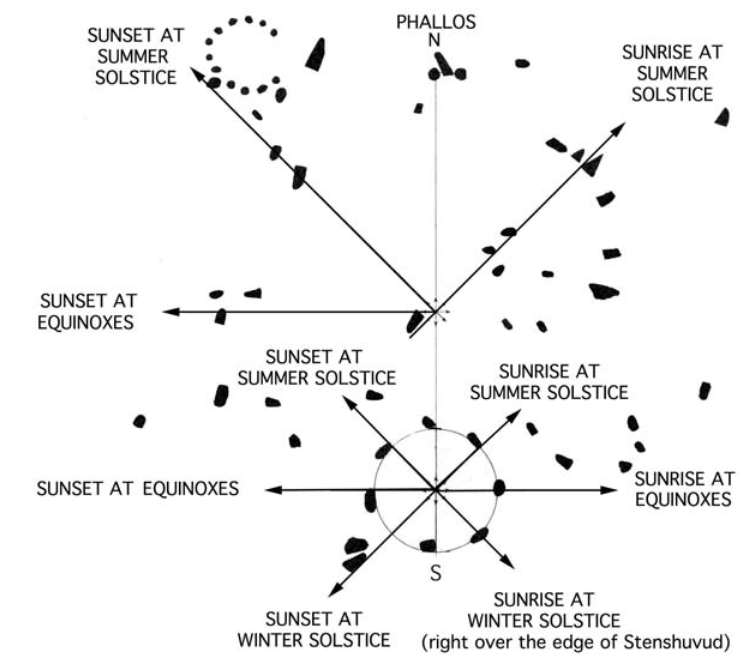 PHALLOS
N
SUNSET AT
SUMMER
SOLSTICE
SUNRISE AT
SUMMER
SOLSTICE
SUNSET AT
EQUINOXES
SUNSET AT
SUMMER SOLSTICE
SUNRISE AT
SUMMER SOLSTICE
SUNSET AT EQUINOXES
SUNRISE AT
EQUINOXES
S
SUNSET AT
WINTER SOLSTICE
SUNRISE AT
WINTER SOLSTICE
(right over the edge of Stenshuvud)